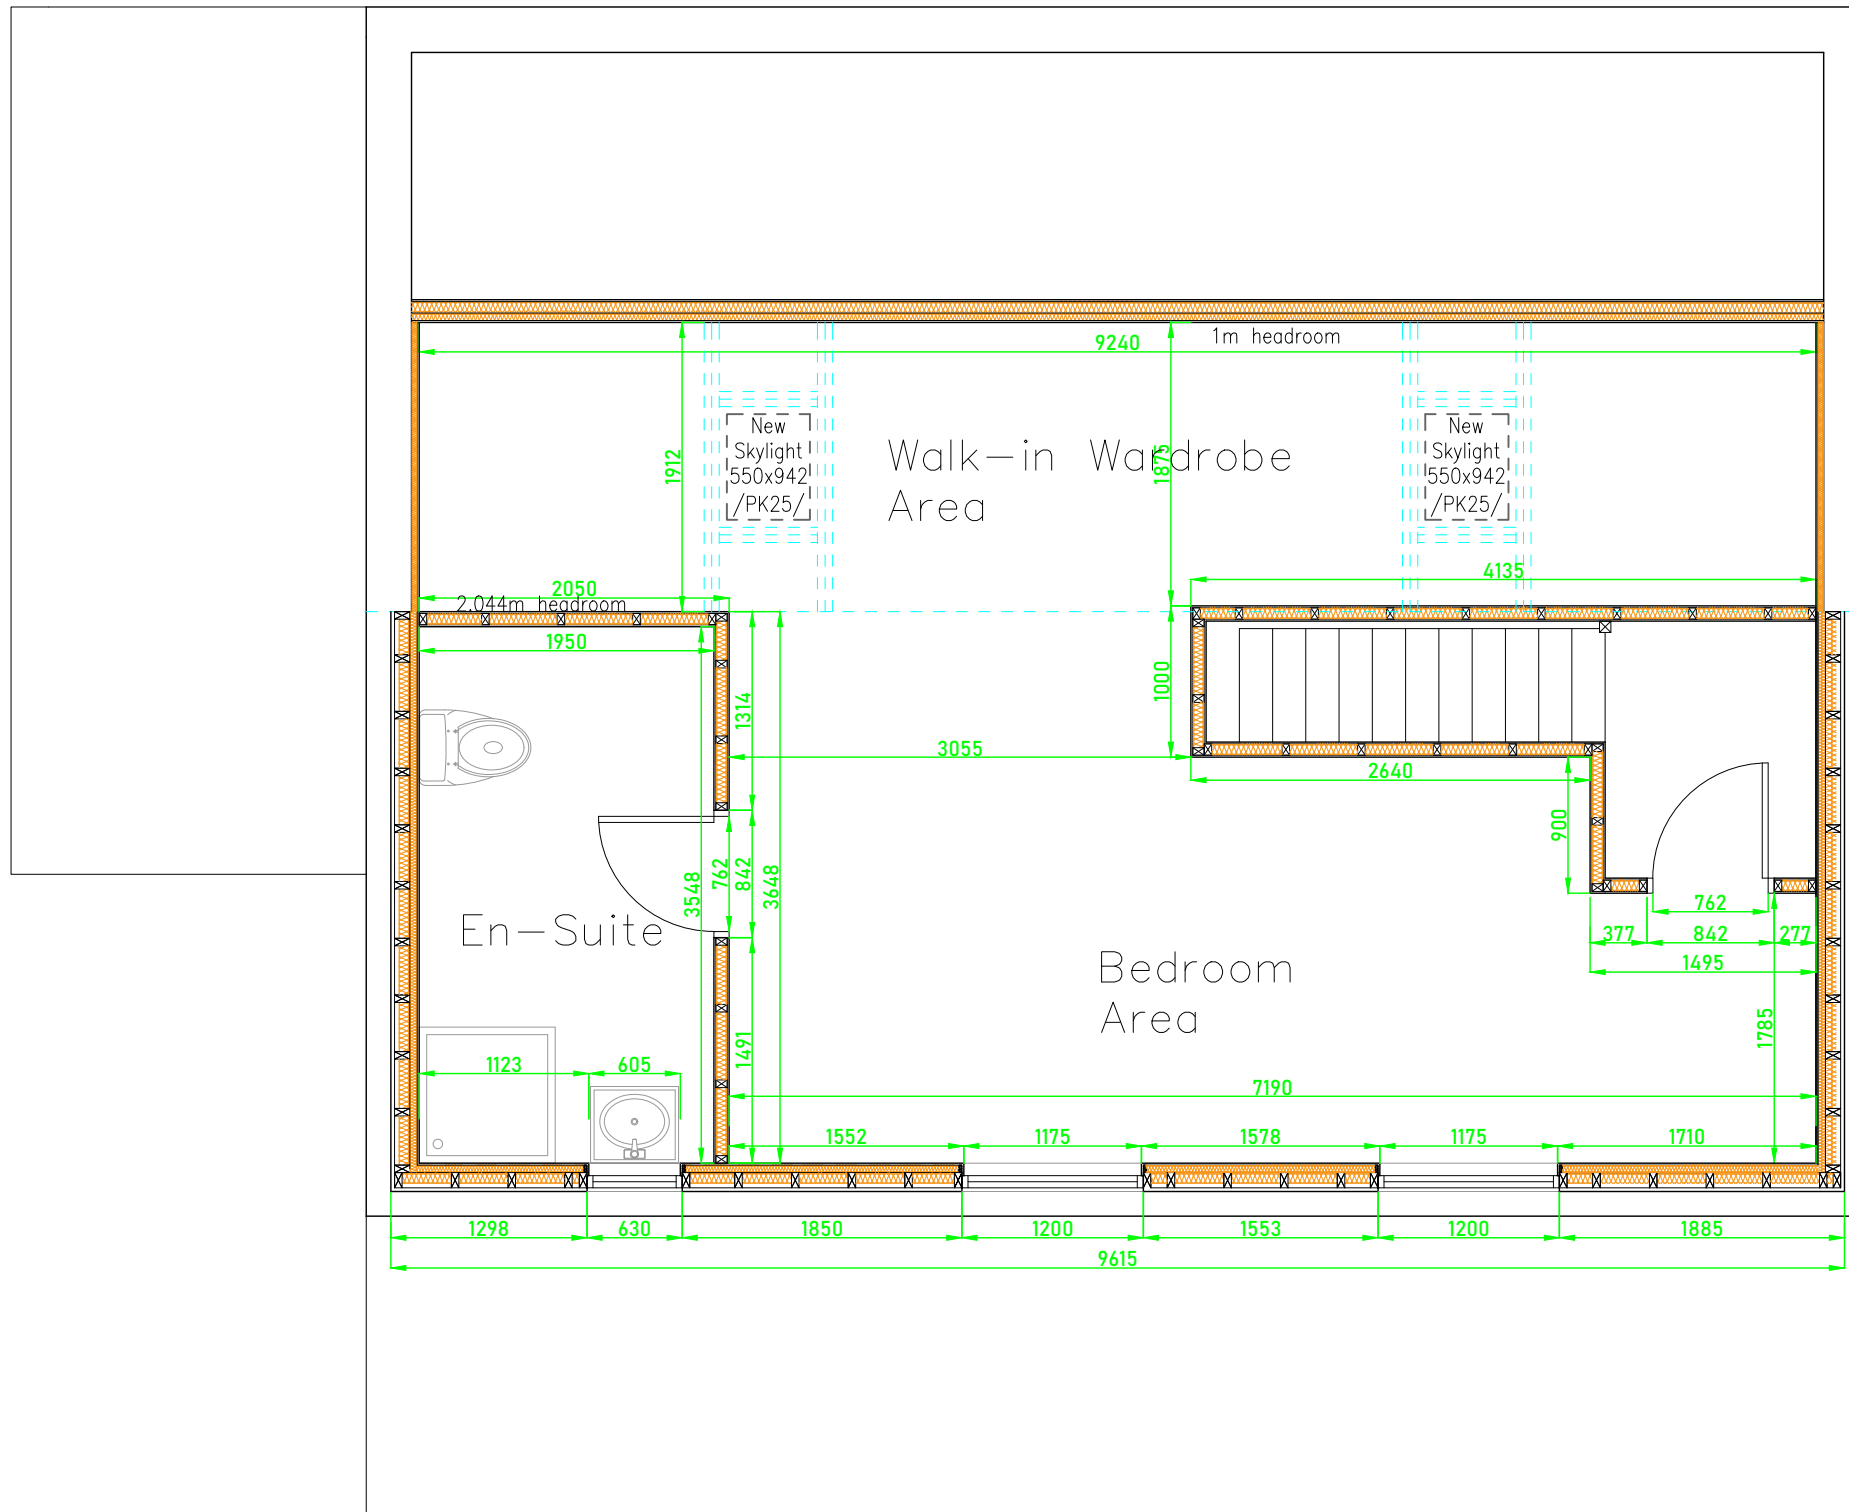 1m headroom
9240
New
Skylight
550x942
/PK25/
New
Skylight
550x942
/PK25/
1912
Walk-in Wardrobe
Area
1875
4135
2050
2.044m headroom
1950
1314
1000
3055
2640
900
762
842
3548
3648
En-Suite
762
377
842
277
1495
Bedroom
Area
1491
1785
1123
605
7190
1552
1175
1578
1175
1710
1298
630
1850
1200
1553
1200
1885
9615